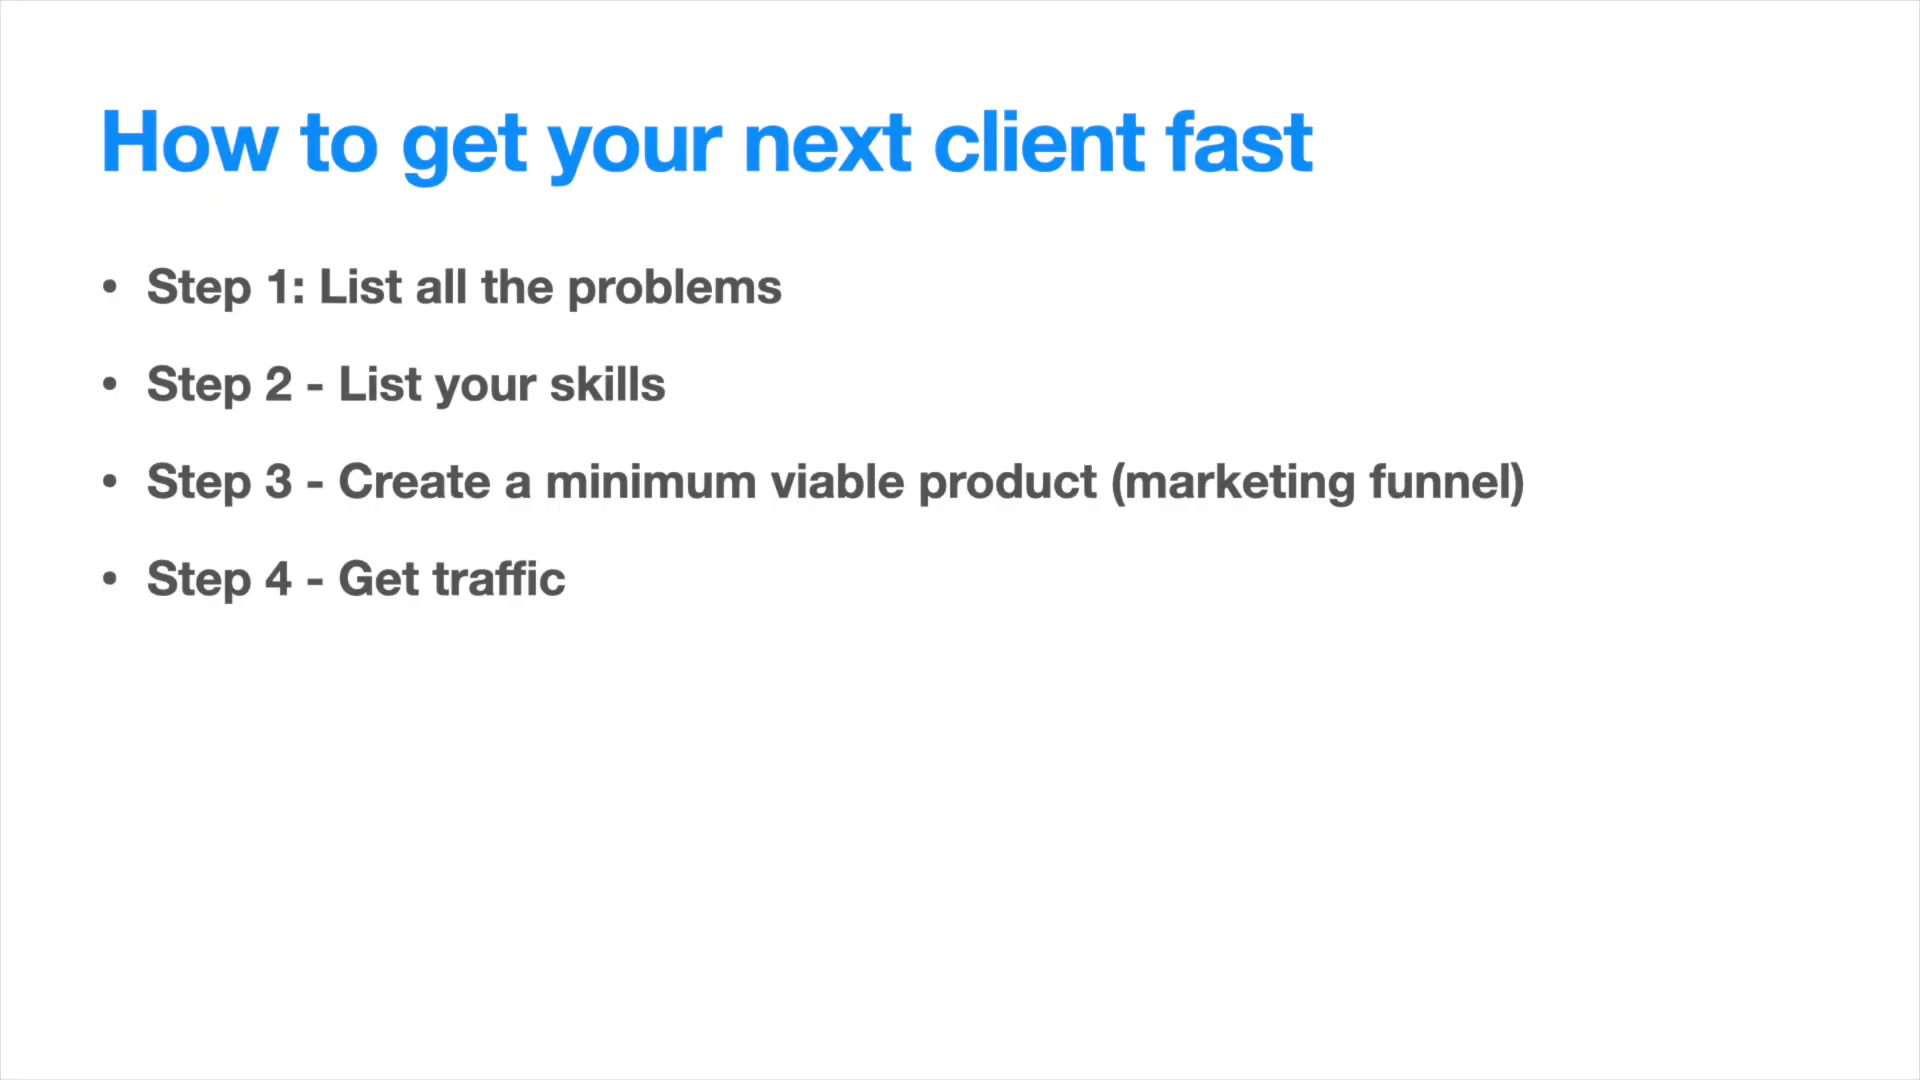 How to get your next client fast
• Step 1: List all the problems
• Step 2 - List your skills
• Step 3 - Create a minimum viable product (marketing funnel)
• Step 4 - Get traffic